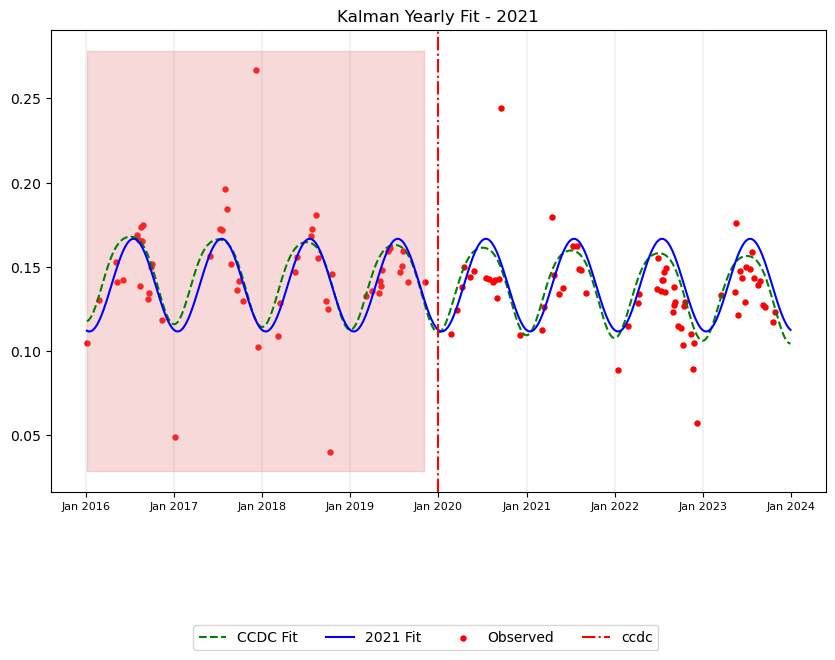 Kalman Yearly Fit - 2021
0.25
0.20
0.15
0.10
0.05
Jan 2016 Jan 2017 Jan 2018 Jan 2019 Jan 2020 Jan 2021 Jan 2022 Jan 2023 Jan 2024
CCDC Fit 2021 Fit Observed ccdc